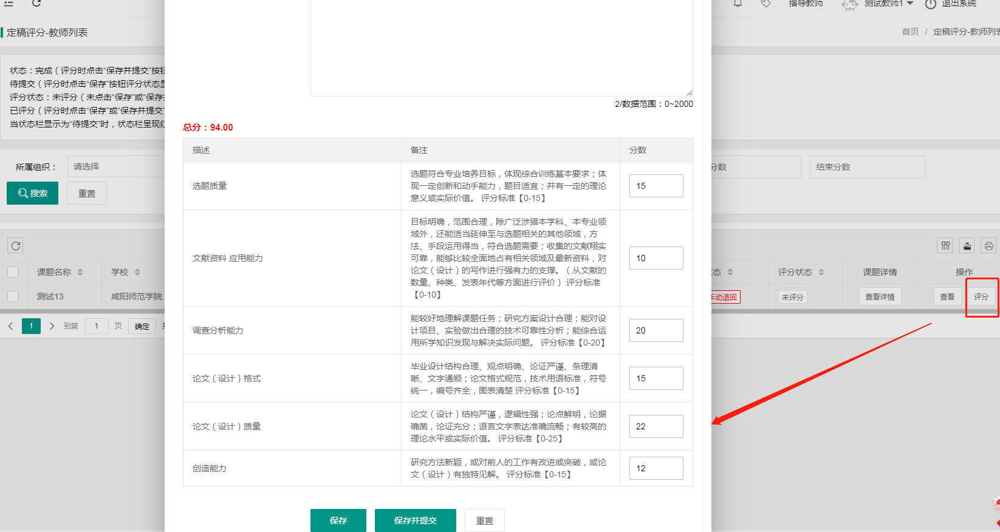 指导教师
测试教师1
退出系统
定稿评分-教师列表
首页 / 定稿评分-教师列表
状态：完成（评分时点击“保存并提交”按钮
待提交（评分时点击“保存”按钮评分状态显
评分状态：未评分（未点击“保存”或“保存并
已评分（评分时点击“保存”或“保存并提交”
当状态栏显示为“待提交”时，状态栏呈现红
2/数据范围：0~2000
总分：94.00
所属组织：
请选择
分数
结束分数
搜索
重置
描述 备注 分数
选题质量
选题符合专业培养目标，体现综合训练基本要求；体
现一定创新和动手能力，题目适宜；并有一定的理论
意义或实际价值。 评分标准【0-15】
15
文献资料 应用能力
目标明确，范围合理，除广泛涉猎本学科、本专业领
域外，还能适当延伸至与选题相关的其他领域，方
法、手段运用得当，符合选题需要；收集的文献翔实
可靠，能够比较全面地占有相关领域及最新资料，对
论文（设计）的写作进行强有力的支撑。（从文献的
数量、种类、发表年代等方面进行评价） 评分标准
【0-10】
10
调查分析能力
能较好地理解课题任务；研究方案设计合理；能对设
计项目、实验做出合理的技术可靠性分析；能综合运
用所学知识发现与解决实际问题。 评分标准【0-20】
20
论文（设计）格式
毕业设计结构合理、观点明确、论证严谨、条理清
晰、文字通顺；论文格式规范，技术用语标准，符号
统一，编号齐全，图表清楚 评分标准【0-15】
15
论文（设计）质量
论文（设计）结构严谨，逻辑性强；论点鲜明，论据
确凿，论证充分；语言文字表达准确流畅；有较高的
理论水平或实际价值。 评分标准【0-25】
22
创造能力
研究方法新颖，或对前人的工作有改进或突破，或论
文（设计）有独特见解。 评分标准【0-15】
12
保存
保存并提交
重置
课题名称 学校
态 评分状态 课题详情 操作
测试13 咸阳师范学院
手动退回 未评分 查看详情 查看 评分
1 到第 1 页 确定